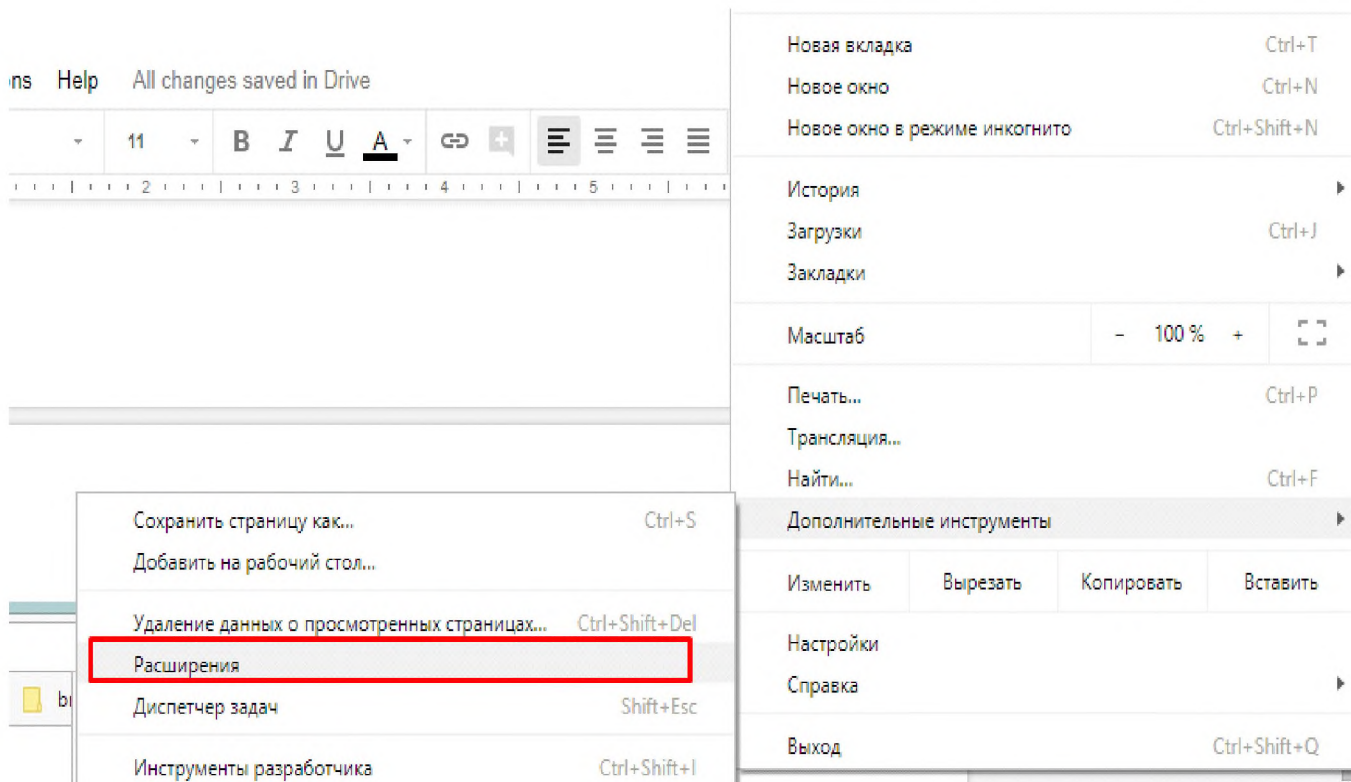 ns Help All changes saved in Drive
11 B I U A
2 3 4 5
Новая вкладка Ctrl+T
Новое окно Ctrl+N
Новое окно в режиме инкогнито Ctrl+Shift+N
История
Загрузки Ctrl+J
Закладки
Масштаб - 100 % +
Печать... Ctrl+P
Трансляция...
Найти... Ctrl+F
Дополнительные инструменты
Изменить Вырезать Копировать Вставить
Настройки
Справка
Выход Ctrl+Shift+Q
Сохранить страницу как... Ctrl+S
Добавить на рабочий стол...
Удаление данных о просмотренных страницах... Ctrl+Shift+Del
Расширения
Диспетчер задач Shift+Esc
Инструменты разработчика Ctrl+Shift+I